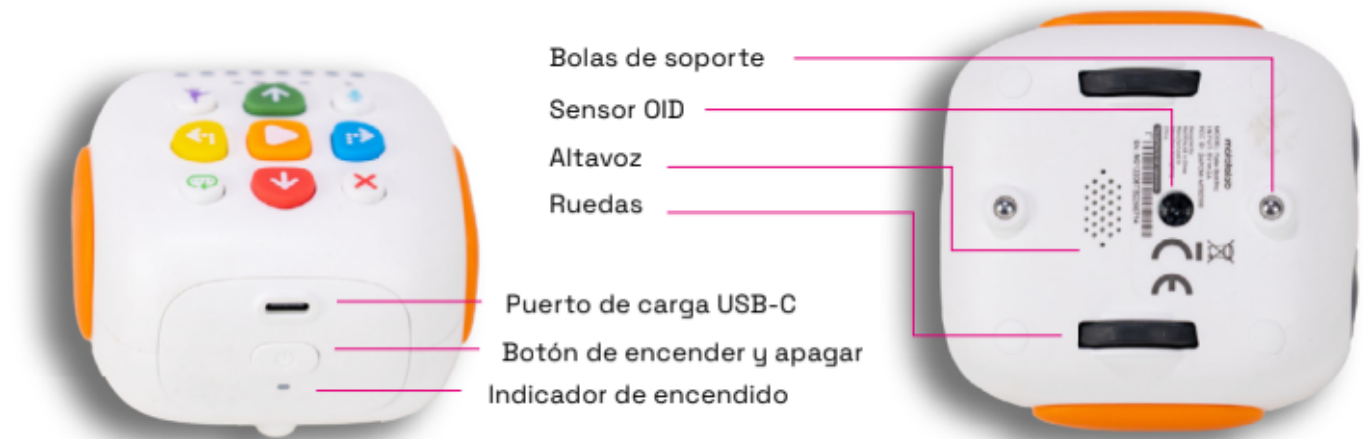 Bolas de soporte
Sensor OID
Altavoz
Ruedas
Puerto de carga USB-C
Botón de encender y apagar
Indicador de encendido